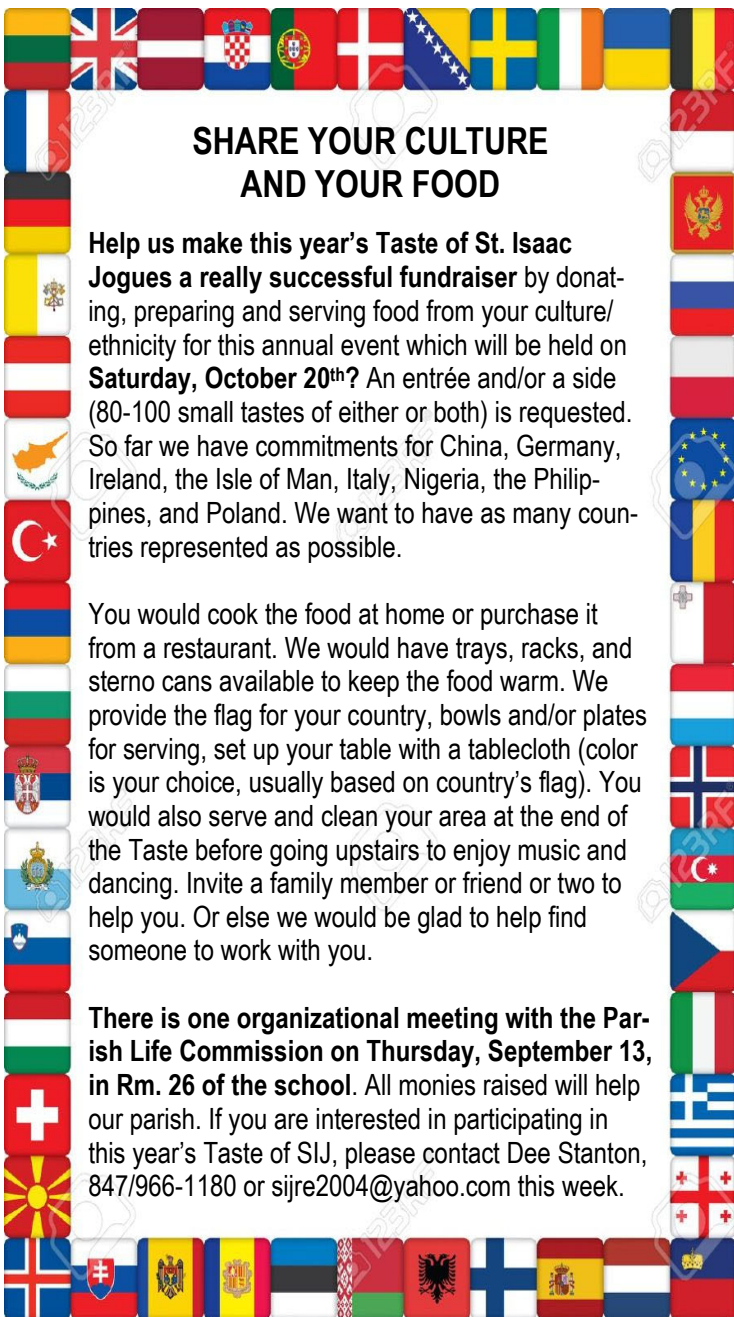 SHARE YOUR CULTURE
AND YOUR FOOD
Help us make this year's Taste of St. Isaac
Jogues a really successful fundraiser by donat-
ing, preparing and serving food from your culture/
ethnicity for this annual event which will be held on
Saturday, October 20th? An entrée and/or a side
(80-100 small tastes of either or both) is requested.
So far we have commitments for China, Germany,
Ireland, the Isle of Man, Italy, Nigeria, the Philip-
pines, and Poland. We want to have as many coun-
tries represented as possible.
You would cook the food at home or purchase it
from a restaurant. We would have trays, racks, and
sterno cans available to keep the food warm. We
provide the flag for your country, bowls and/or plates
for serving, set up your table with a tablecloth (color
is your choice, usually based on country's flag). You
would also serve and clean your area at the end of
the Taste before going upstairs to enjoy music and
dancing. Invite a family member or friend or two to
help you. Or else we would be glad to help find
someone to work with you.
There is one organizational meeting with the Par-
ish Life Commission on Thursday, September 13,
in Rm. 26 of the school. All monies raised will help
our parish. If you are interested in participating in
this year's Taste of SIJ, please contact Dee Stanton,
847/966-1180 or sijre2004@yahoo.com this week.
123RF